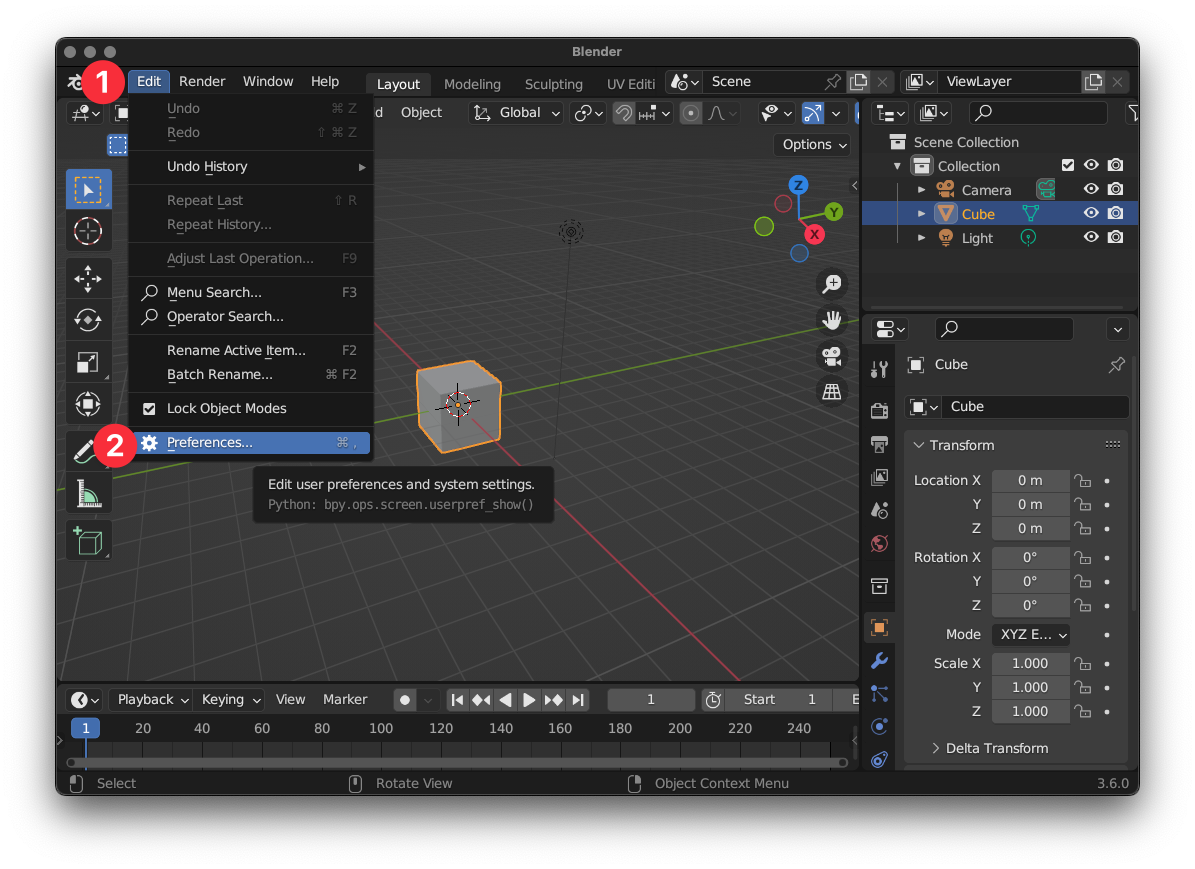 Blender
1 Edit Render Window Help Layout Modeling Sculpting UV Editi Scene ViewLayer
d Object Global
Options
Undo ⌘ Z
Redo ⇧ ⌘ Z
Undo History
Repeat Last ⇧ R
Repeat History...
Adjust Last Operation... F9
Menu Search... F3
Operator Search...
Rename Active Item... F2
Batch Rename... ⌘ F2
Lock Object Modes
2 Preferences... ⌘ ,
Edit user preferences and system settings.
Python: bpy.ops.screen.userpref_show()
Z
Y
X
Scene Collection
Collection
Camera
Cube
Light
Cube
Cube
Transform
Location X 0 m
Y 0 m
Z 0 m
Rotation X 0°
Y 0°
Z 0°
Mode XYZ E...
Scale X 1.000
Y 1.000
Z 1.000
Delta Transform
Playback Keying View Marker 1 Start 1 E
1 20 40 60 80 100 120 140 160 180 200 220 240
Select Rotate View Object Context Menu 3.6.0